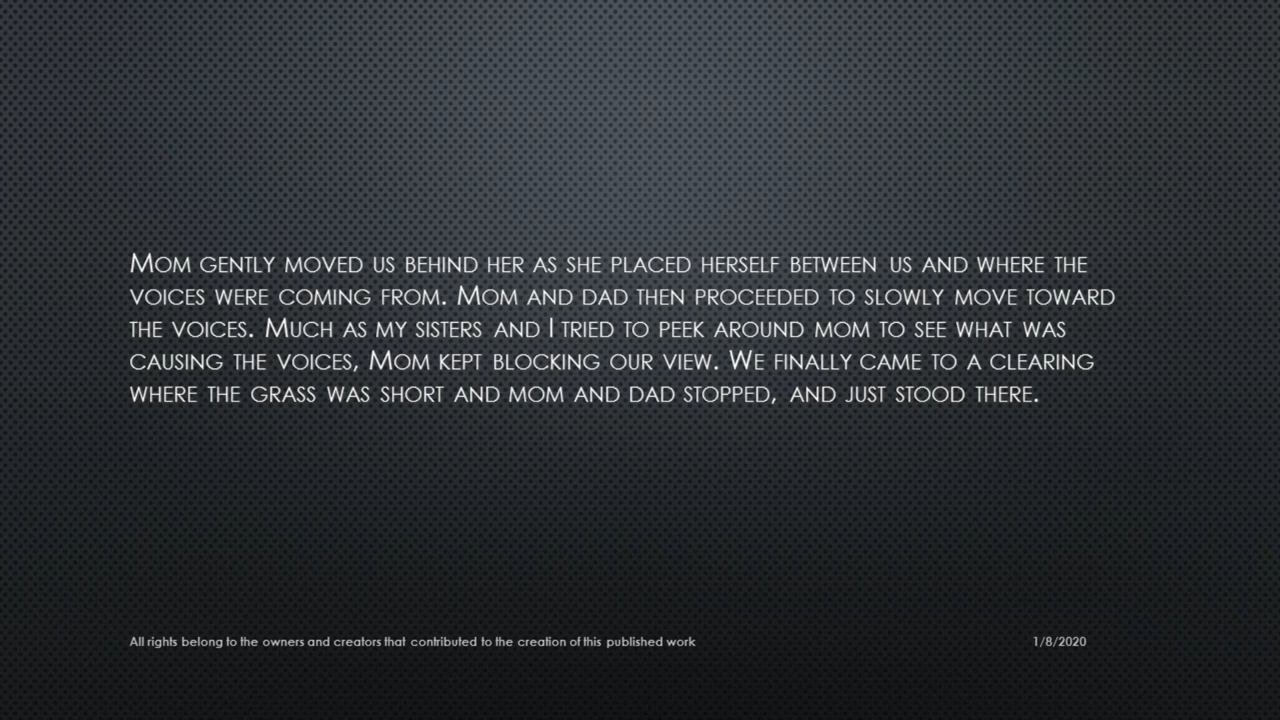 Mom gently moved us behind her as she placed herself between us and where the
voices were coming from. Mom and dad then proceeded to slowly move toward
the voices. Much as my sisters and I tried to peek around mom to see what was
causing the voices, Mom kept blocking our view. We finally came to a clearing
where the grass was short and mom and dad stopped, and just stood there.
All rights belong to the owners and creators that contributed to the creation of this published work
1/8/2020